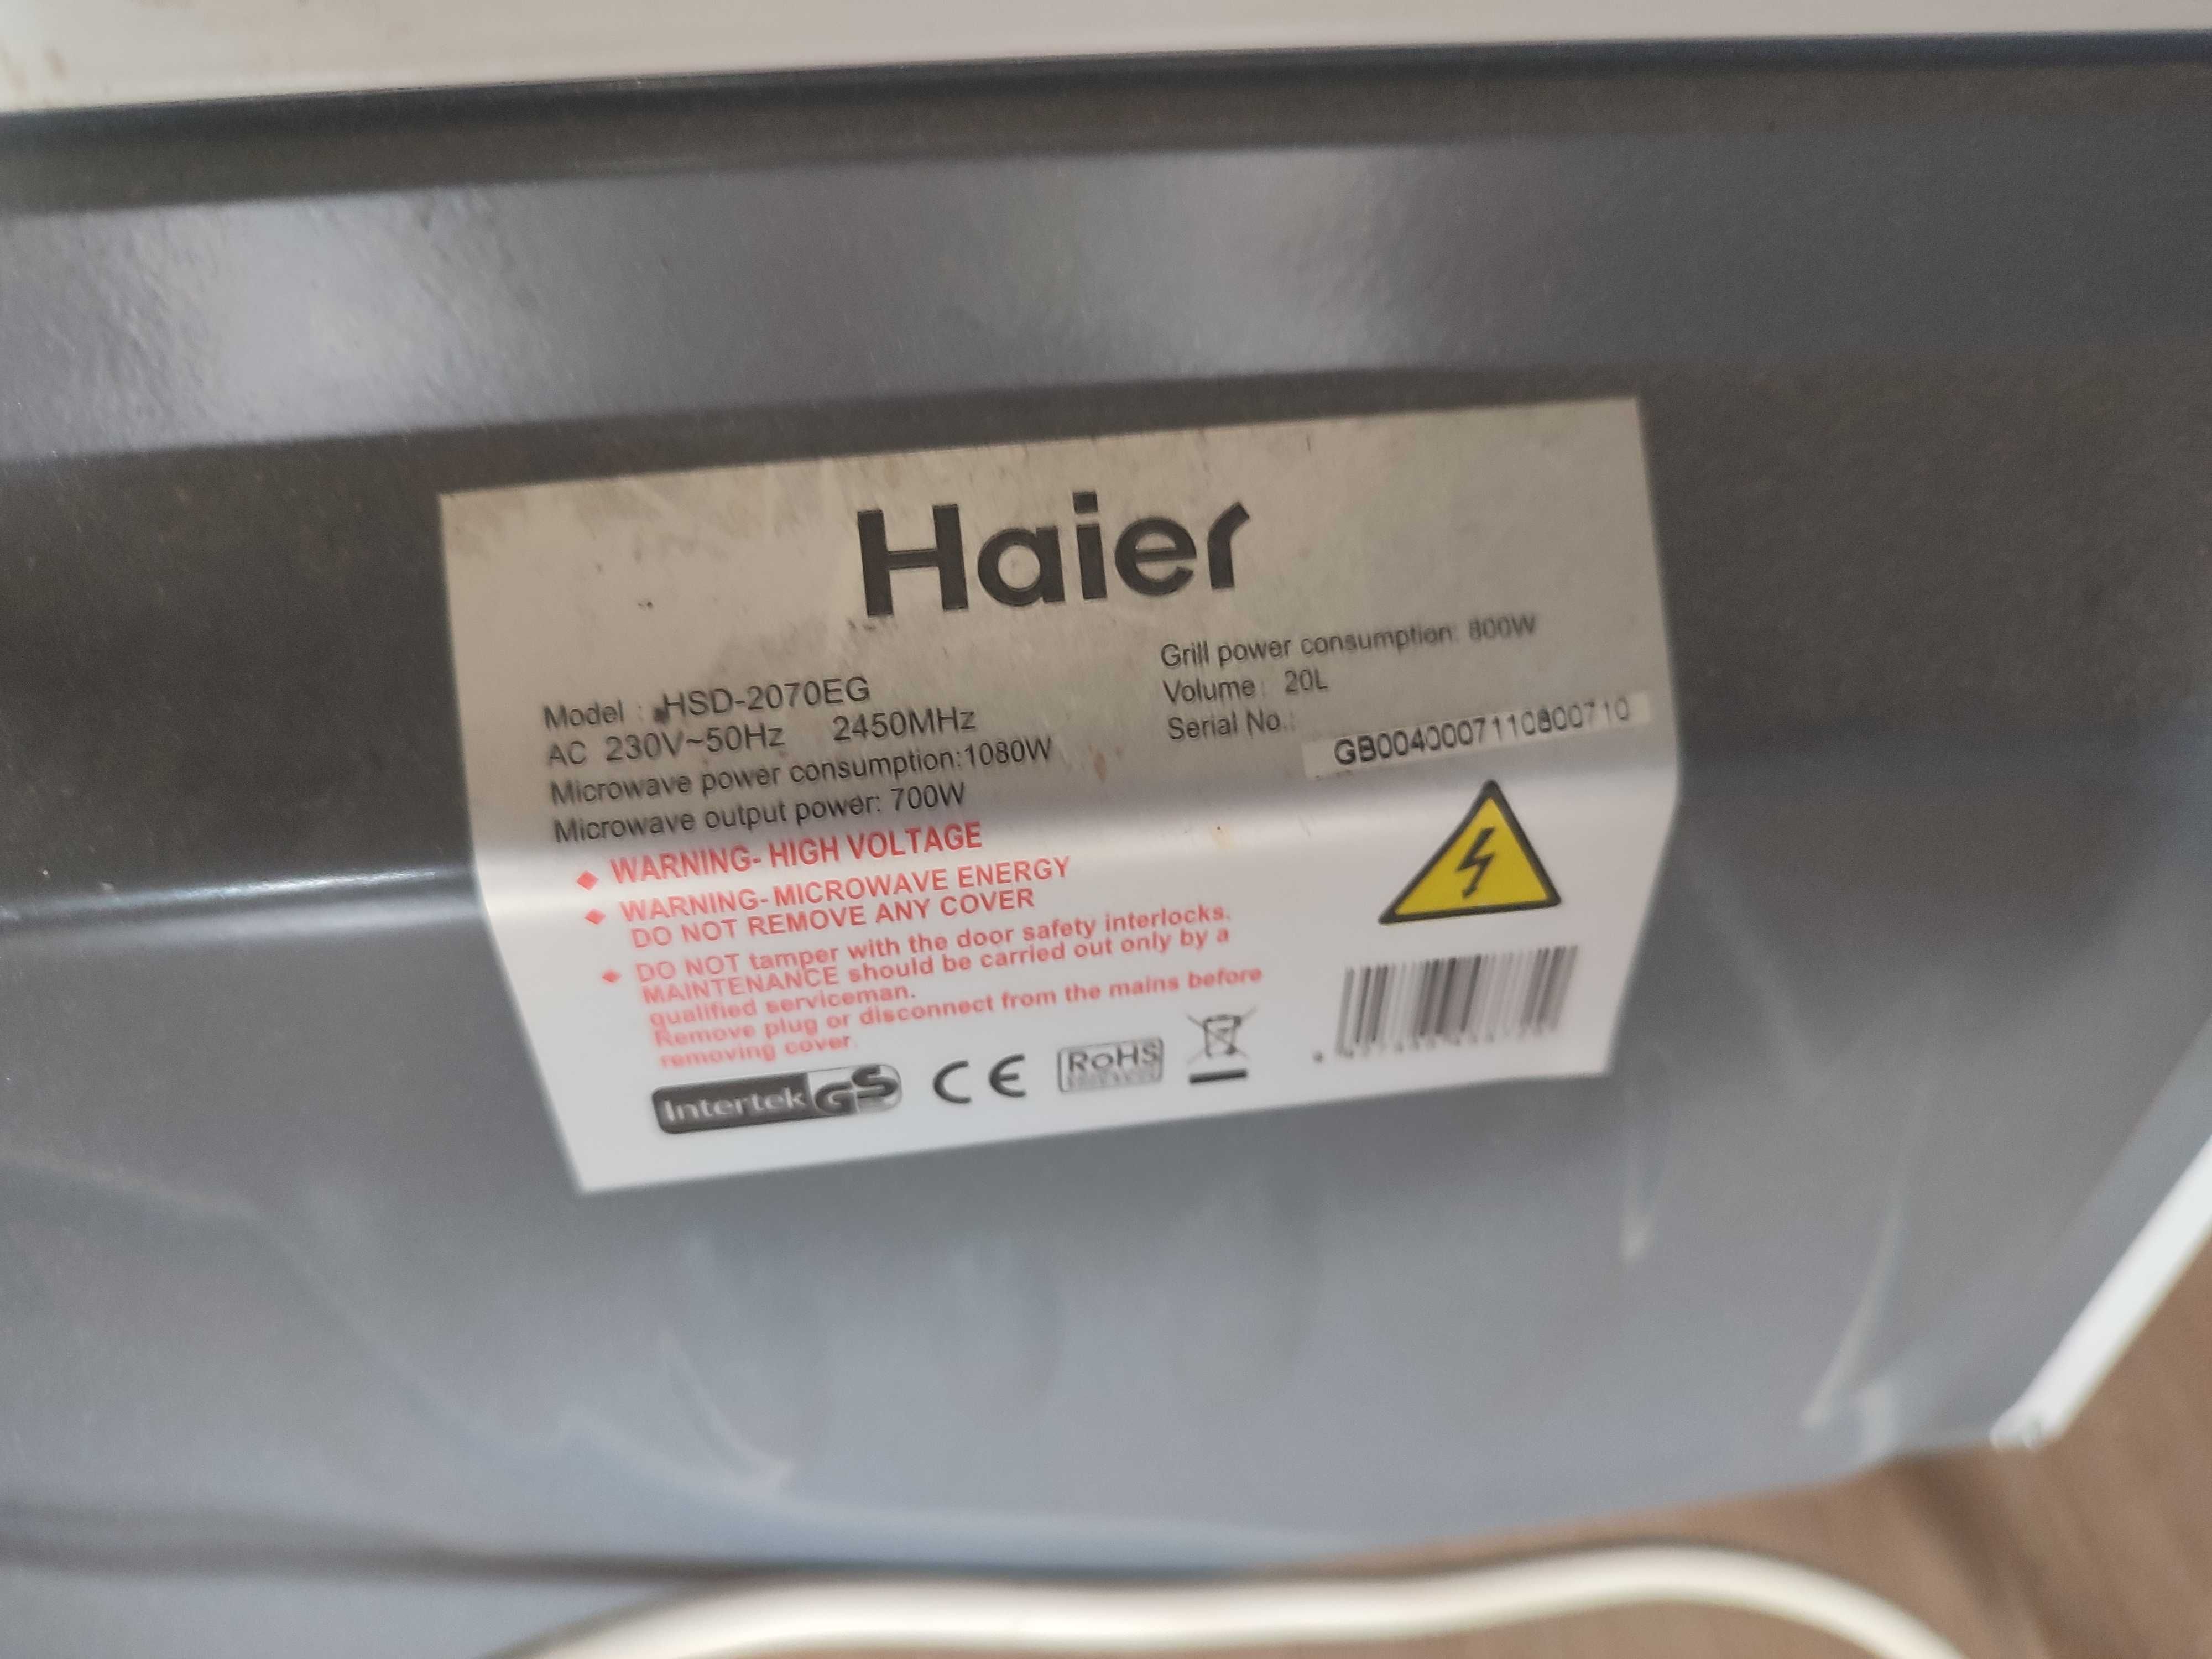 Haier
Model : HSD-2070EG
AC 230V~50Hz 2450MHz
Microwave power consumption:1080W
Microwave output power: 700W
Grill power consumption: 800W
Volume: 20L
Serial No.:
GB004000711080071 0
WARNING- HIGH VOLTAGE
WARNING- MICROWAVE ENERGY
DO NOT REMOVE ANY COVER
DO NOT tamper with the door safety interlocks.
MAINTENANCE should be carried out only by a
qualified serviceman.
Remove plug or disconnect from the mains before
removing cover.
Intertek GS
CE
RoHS